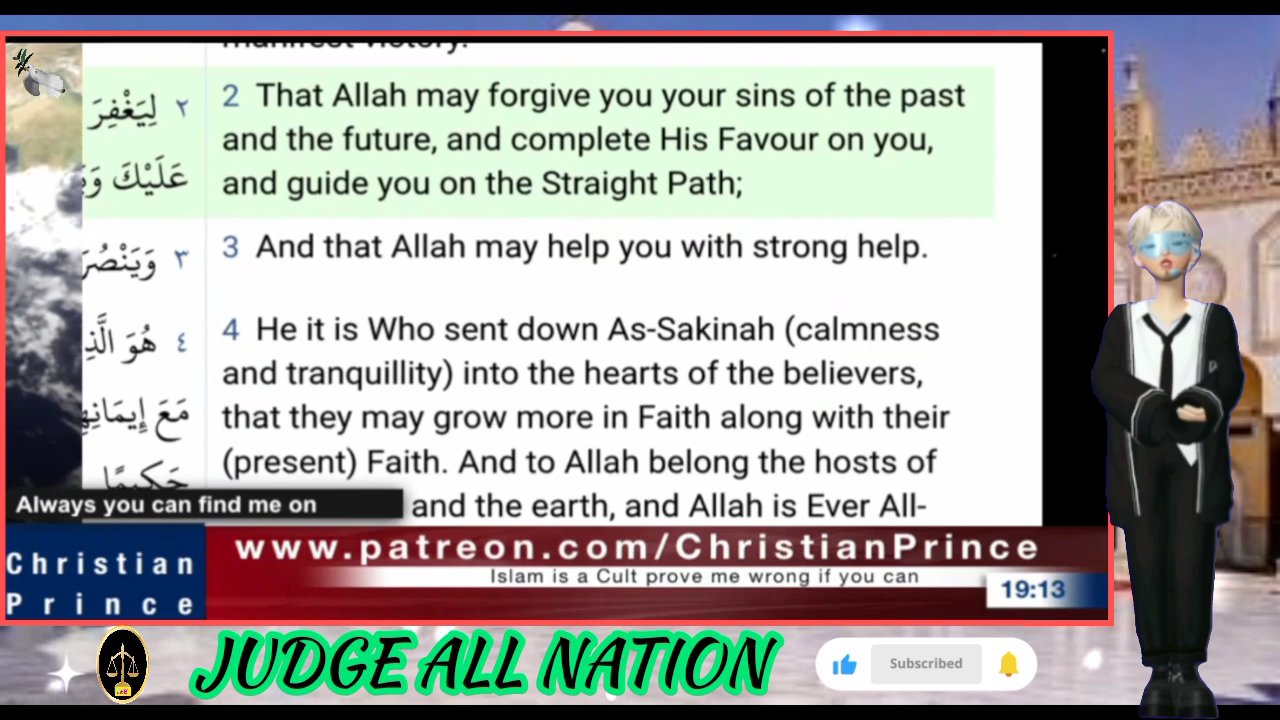 manifest victory.
2 That Allah may forgive you your sins of the past
and the future, and complete His Favour on you,
and guide you on the Straight Path;
3 And that Allah may help you with strong help.
4 He it is Who sent down As-Sakinah (calmness
and tranquillity) into the hearts of the believers,
that they may grow more in Faith along with their
(present) Faith. And to Allah belong the hosts of
and the earth, and Allah is Ever All-
٢ لِيَغْفِرَ
عَلَيْكَ
٣ وَيَنْصُرَ
٤ هُوَ الَّذِ
مَعَ
حَكِيمًا
Always you can find me on
Christian
Prince
www.patreon.com/ChristianPrince
Islam is a Cult prove me wrong if you can
19:13
JUDGE ALL NATION
Subscribed